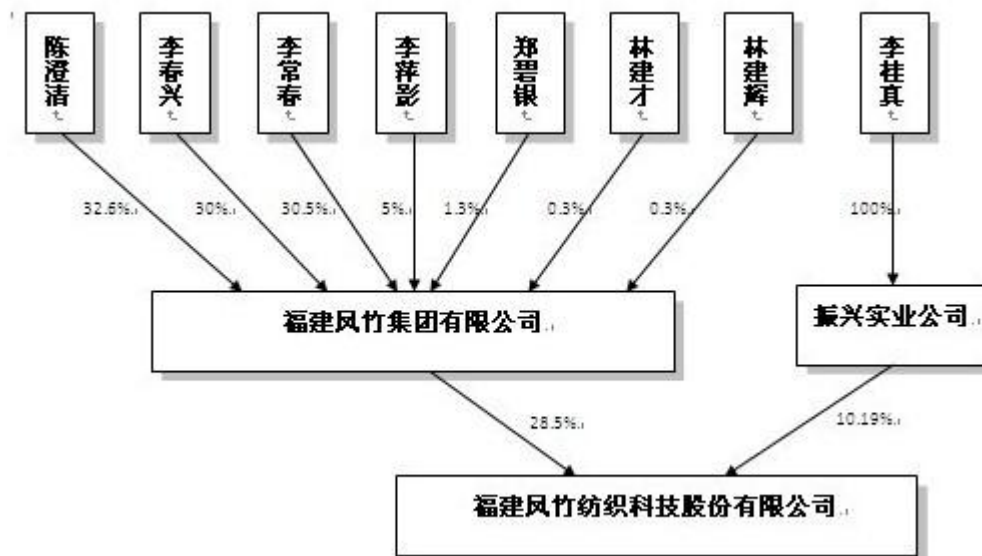 陈澄清
李春兴
李常春
李萍影
郑碧银
林建才
林建辉
李桂真
32.6%
30%
30.5%
5%
1.3%
0.3%
0.3%
100%
福建凤竹集团有限公司
振兴实业公司
28.5%
10.19%
福建凤竹纺织科技股份有限公司